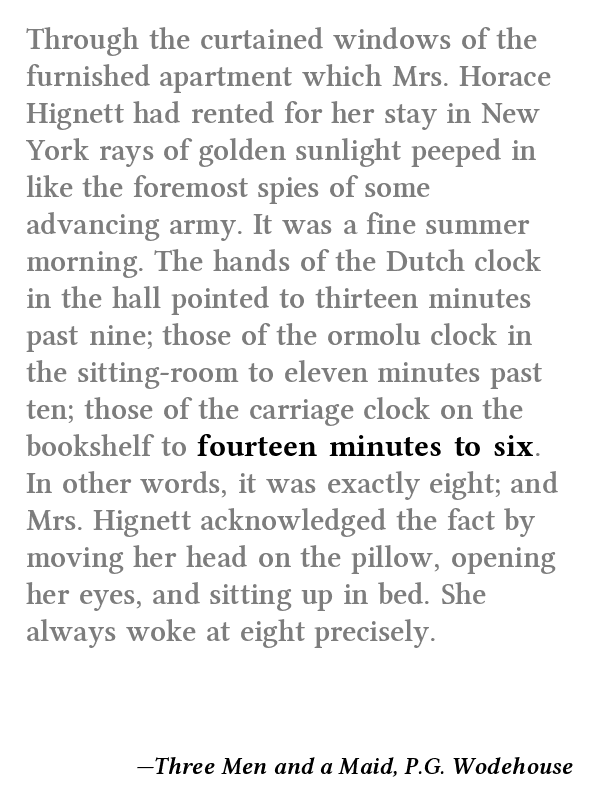 Through the curtained windows of the
furnished apartment which Mrs. Horace
Hignett had rented for her stay in New
York rays of golden sunlight peeped in
like the foremost spies of some
advancing army. It was a fine summer
morning. The hands of the Dutch clock
in the hall pointed to thirteen minutes
past nine; those of the ormolu clock in
the sitting-room to eleven minutes past
ten; those of the carriage clock on the
bookshelf to fourteen minutes to six.
In other words, it was exactly eight; and
Mrs. Hignett acknowledged the fact by
moving her head on the pillow, opening
her eyes, and sitting up in bed. She
always woke at eight precisely.
—Three Men and a Maid, P.G. Wodehouse